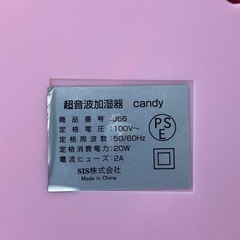 超音波加湿器 candy
商品番号:J66
定格電圧:100V~
定格周波数:50/60Hz
定格消費電力:20W
電流ヒューズ:2A
SIS株式会社
Made in China
PSE